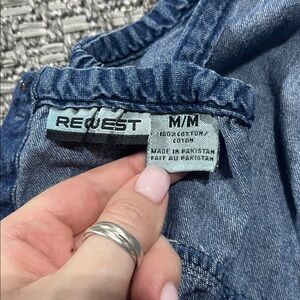 REQUEST
M/M
100% COTTON/
COTON
MADE IN PAKISTAN
FAIT AU PAKISTAN